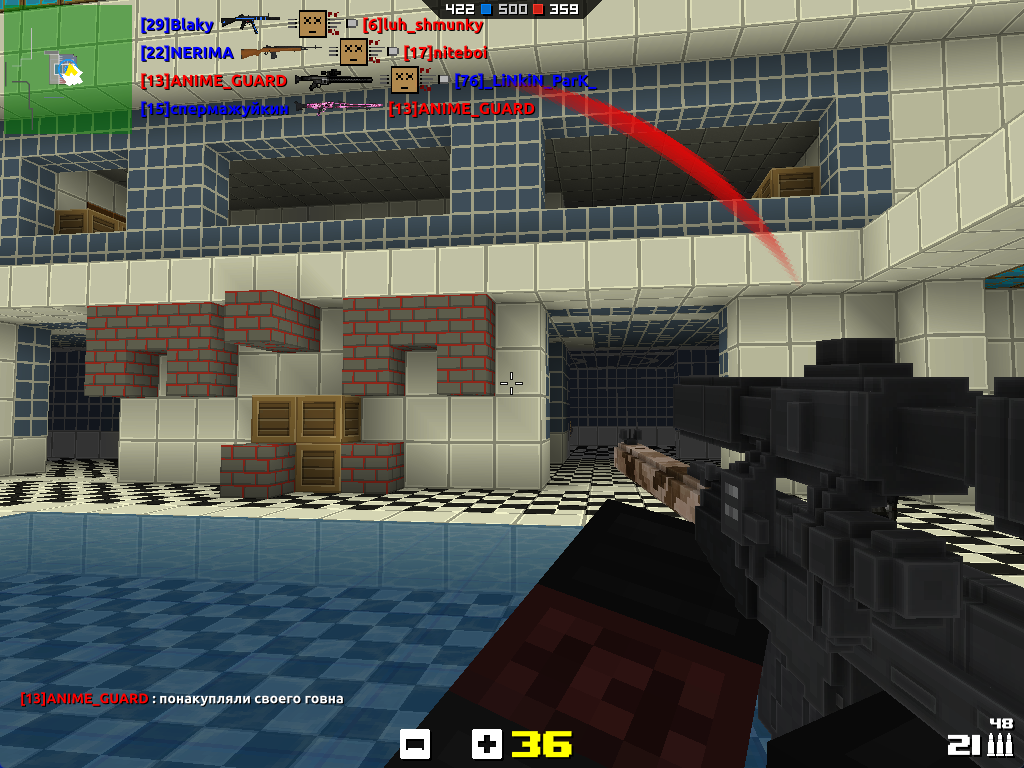 422 500 359
[29]Blaky [6]luh_shmunky
[22]NERIMA [17]niteboi
[13]ANIME_GUARD [76]_LiNkiN_ParK_
[15]спермажуйкин [13]ANIME_GUARD
[13]ANIME_GUARD : понакупляли своего говна
36
48
21